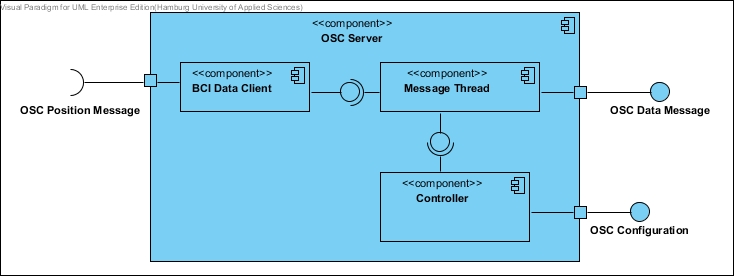 Visual Paradigm for UML Enterprise Edition(Hamburg University of Applied Sciences)
<<component>>
OSC Server
<<component>>
BCI Data Client
<<component>>
Message Thread
OSC Position Message
OSC Data Message
<<component>>
Controller
OSC Configuration